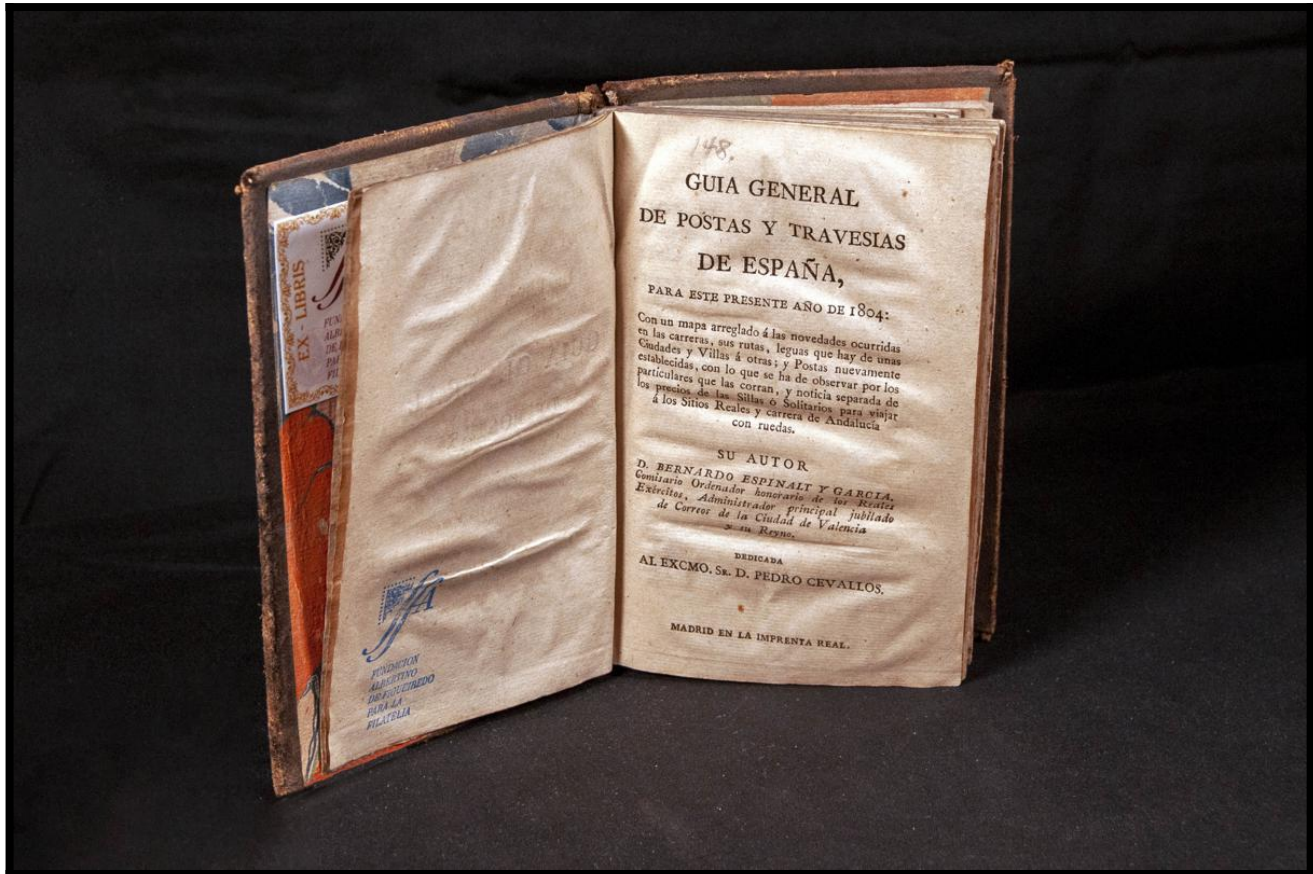 EX - LIBRIS
FUNDACION
ALBERTINO
DE FIGUEIREDO
PARA LA
FILATELIA
148.
GUIA GENERAL
DE POSTAS Y TRAVESIAS
DE ESPAÑA,
PARA ESTE PRESENTE AÑO DE 1804:
Con un mapa arreglado á las novedades ocurridas
en las carreras, sus rutas, leguas que hay de unas
Ciudades y Villas á otras; y Postas nuevamente
establecidas, con lo que se ha de observar por los
particulares que las corran, y noticia separada de
los precios de las Sillas ó Solitarios para viajar
á los Sitios Reales y carrera de Andalucía
con ruedas.
SU AUTOR
D. BERNARDO ESPINALT Y GARCIA,
Comisario Ordenador honorario de los Reales
Exércitos, Administrador principal jubilado
de Correos de la Ciudad de Valencia
y su Reyno.
DEDICADA
AL EXCMO. SR. D. PEDRO CEVALLOS.
MADRID EN LA IMPRENTA REAL.